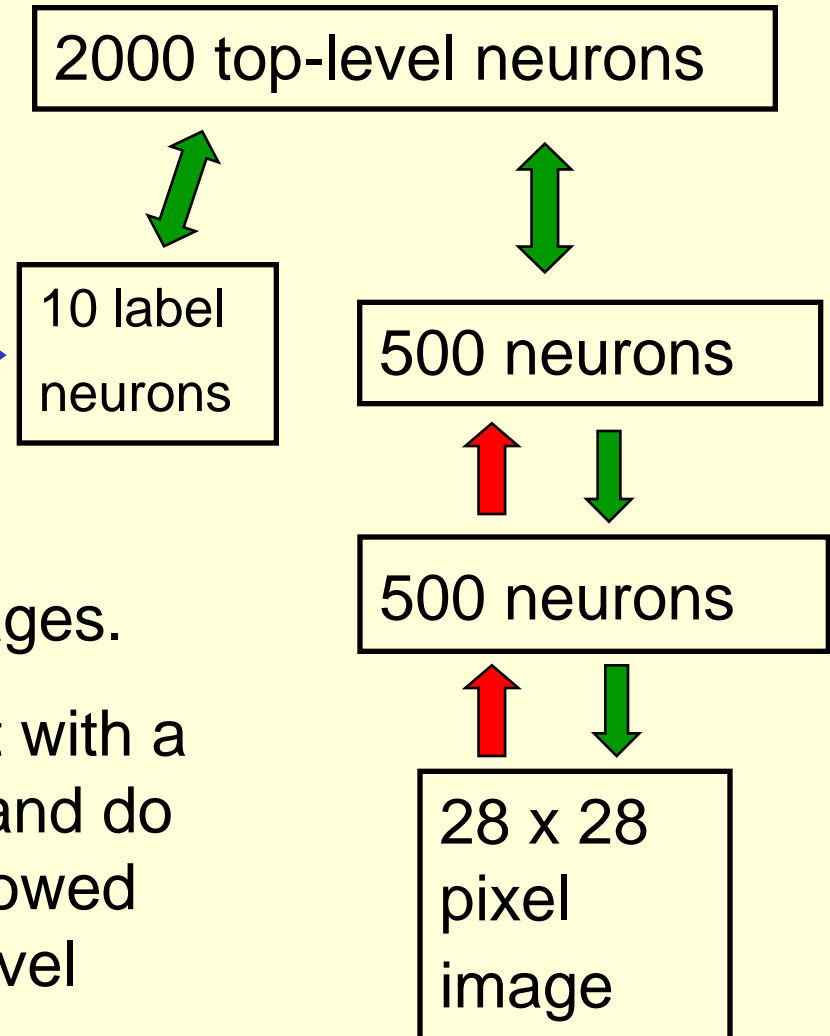 2000 top-level neurons
10 label
neurons
500 neurons
500 neurons
ges.
with a
and do
owed
vel
28 x 28
pixel
image